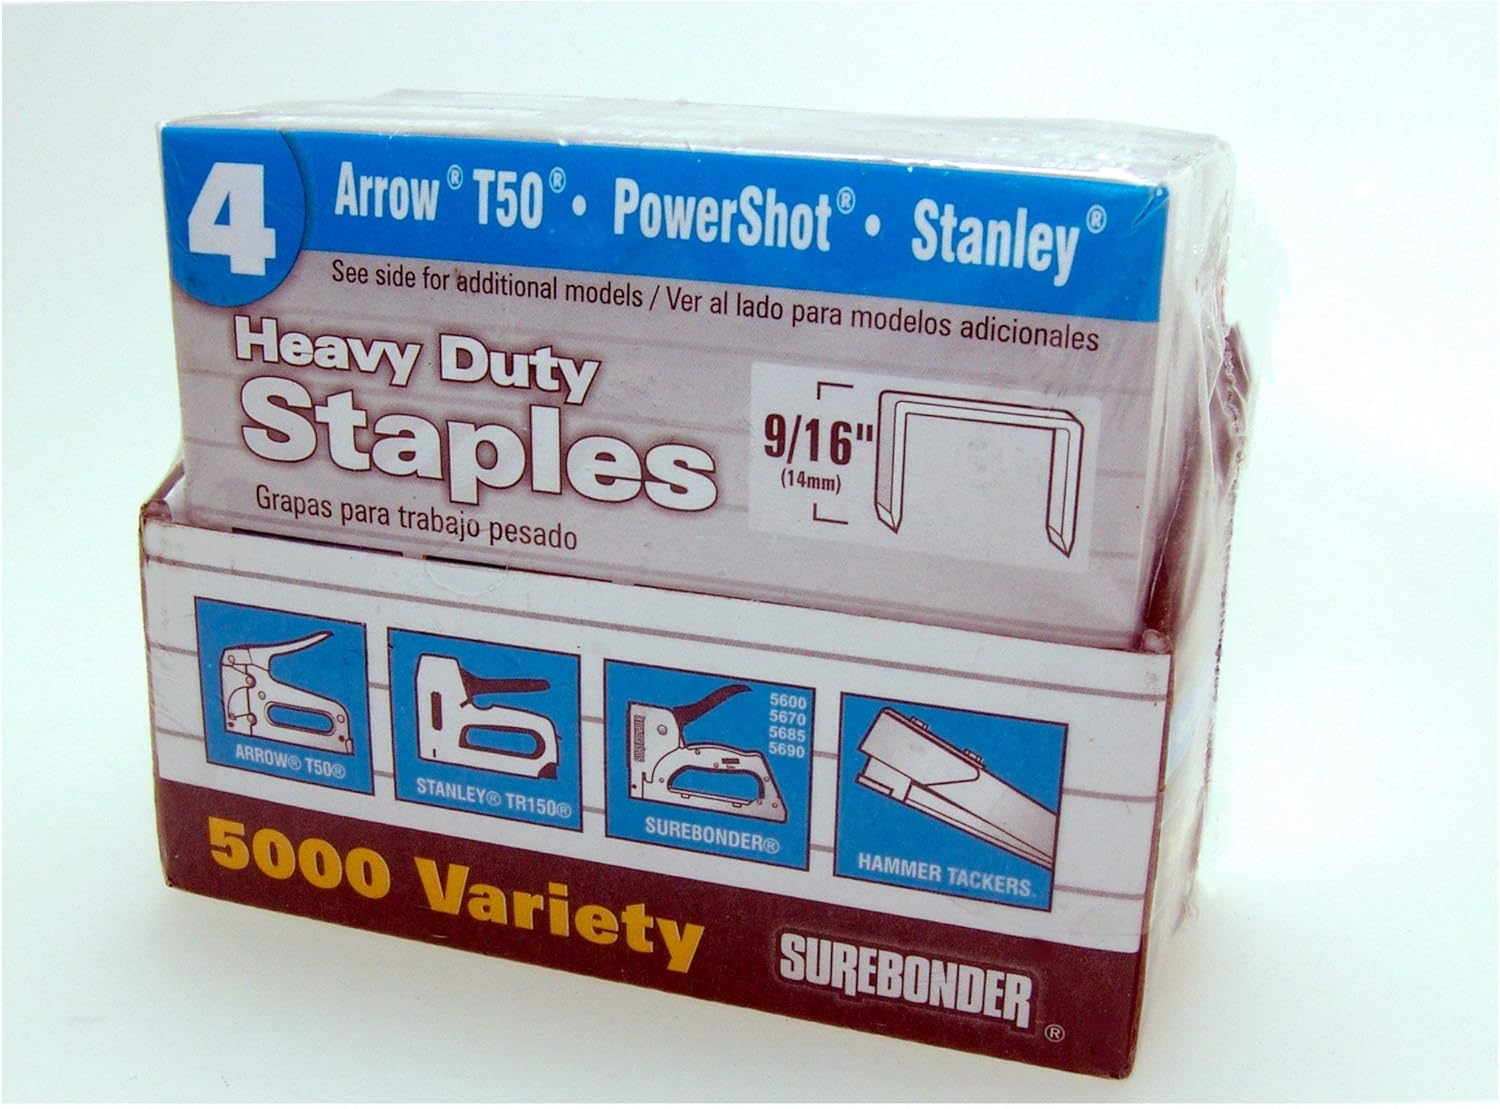 4
Arrow® T50® • PowerShot® • Stanley®
See side for additional models / Ver al lado para modelos adicionales
Heavy Duty
Staples
Grapas para trabajo pesado
9/16"
(14mm)
ARROW® T50®
STANLEY® TR150®
5600
5670
5685
5690
SUREBONDER
SUREBONDER®
HAMMER TACKERS
5000 Variety
SUREBONDER®